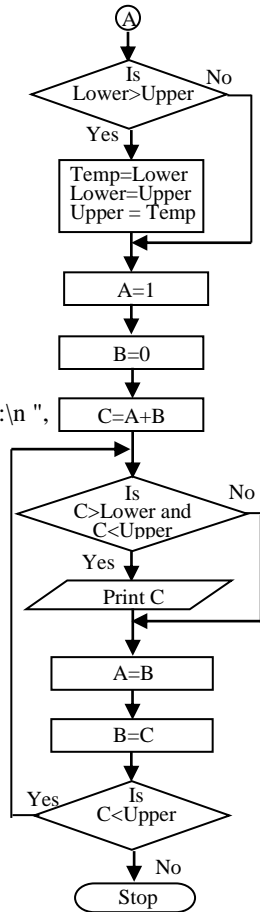 A
Is
Lower>Upper
No
Yes
Temp=Lower
Lower=Upper
Upper = Temp
A=1
B=0
:\n ",
C=A+B
Is
C>Lower and
C<Upper
No
Yes
Print C
A=B
B=C
Is
C<Upper
Yes
No
Stop